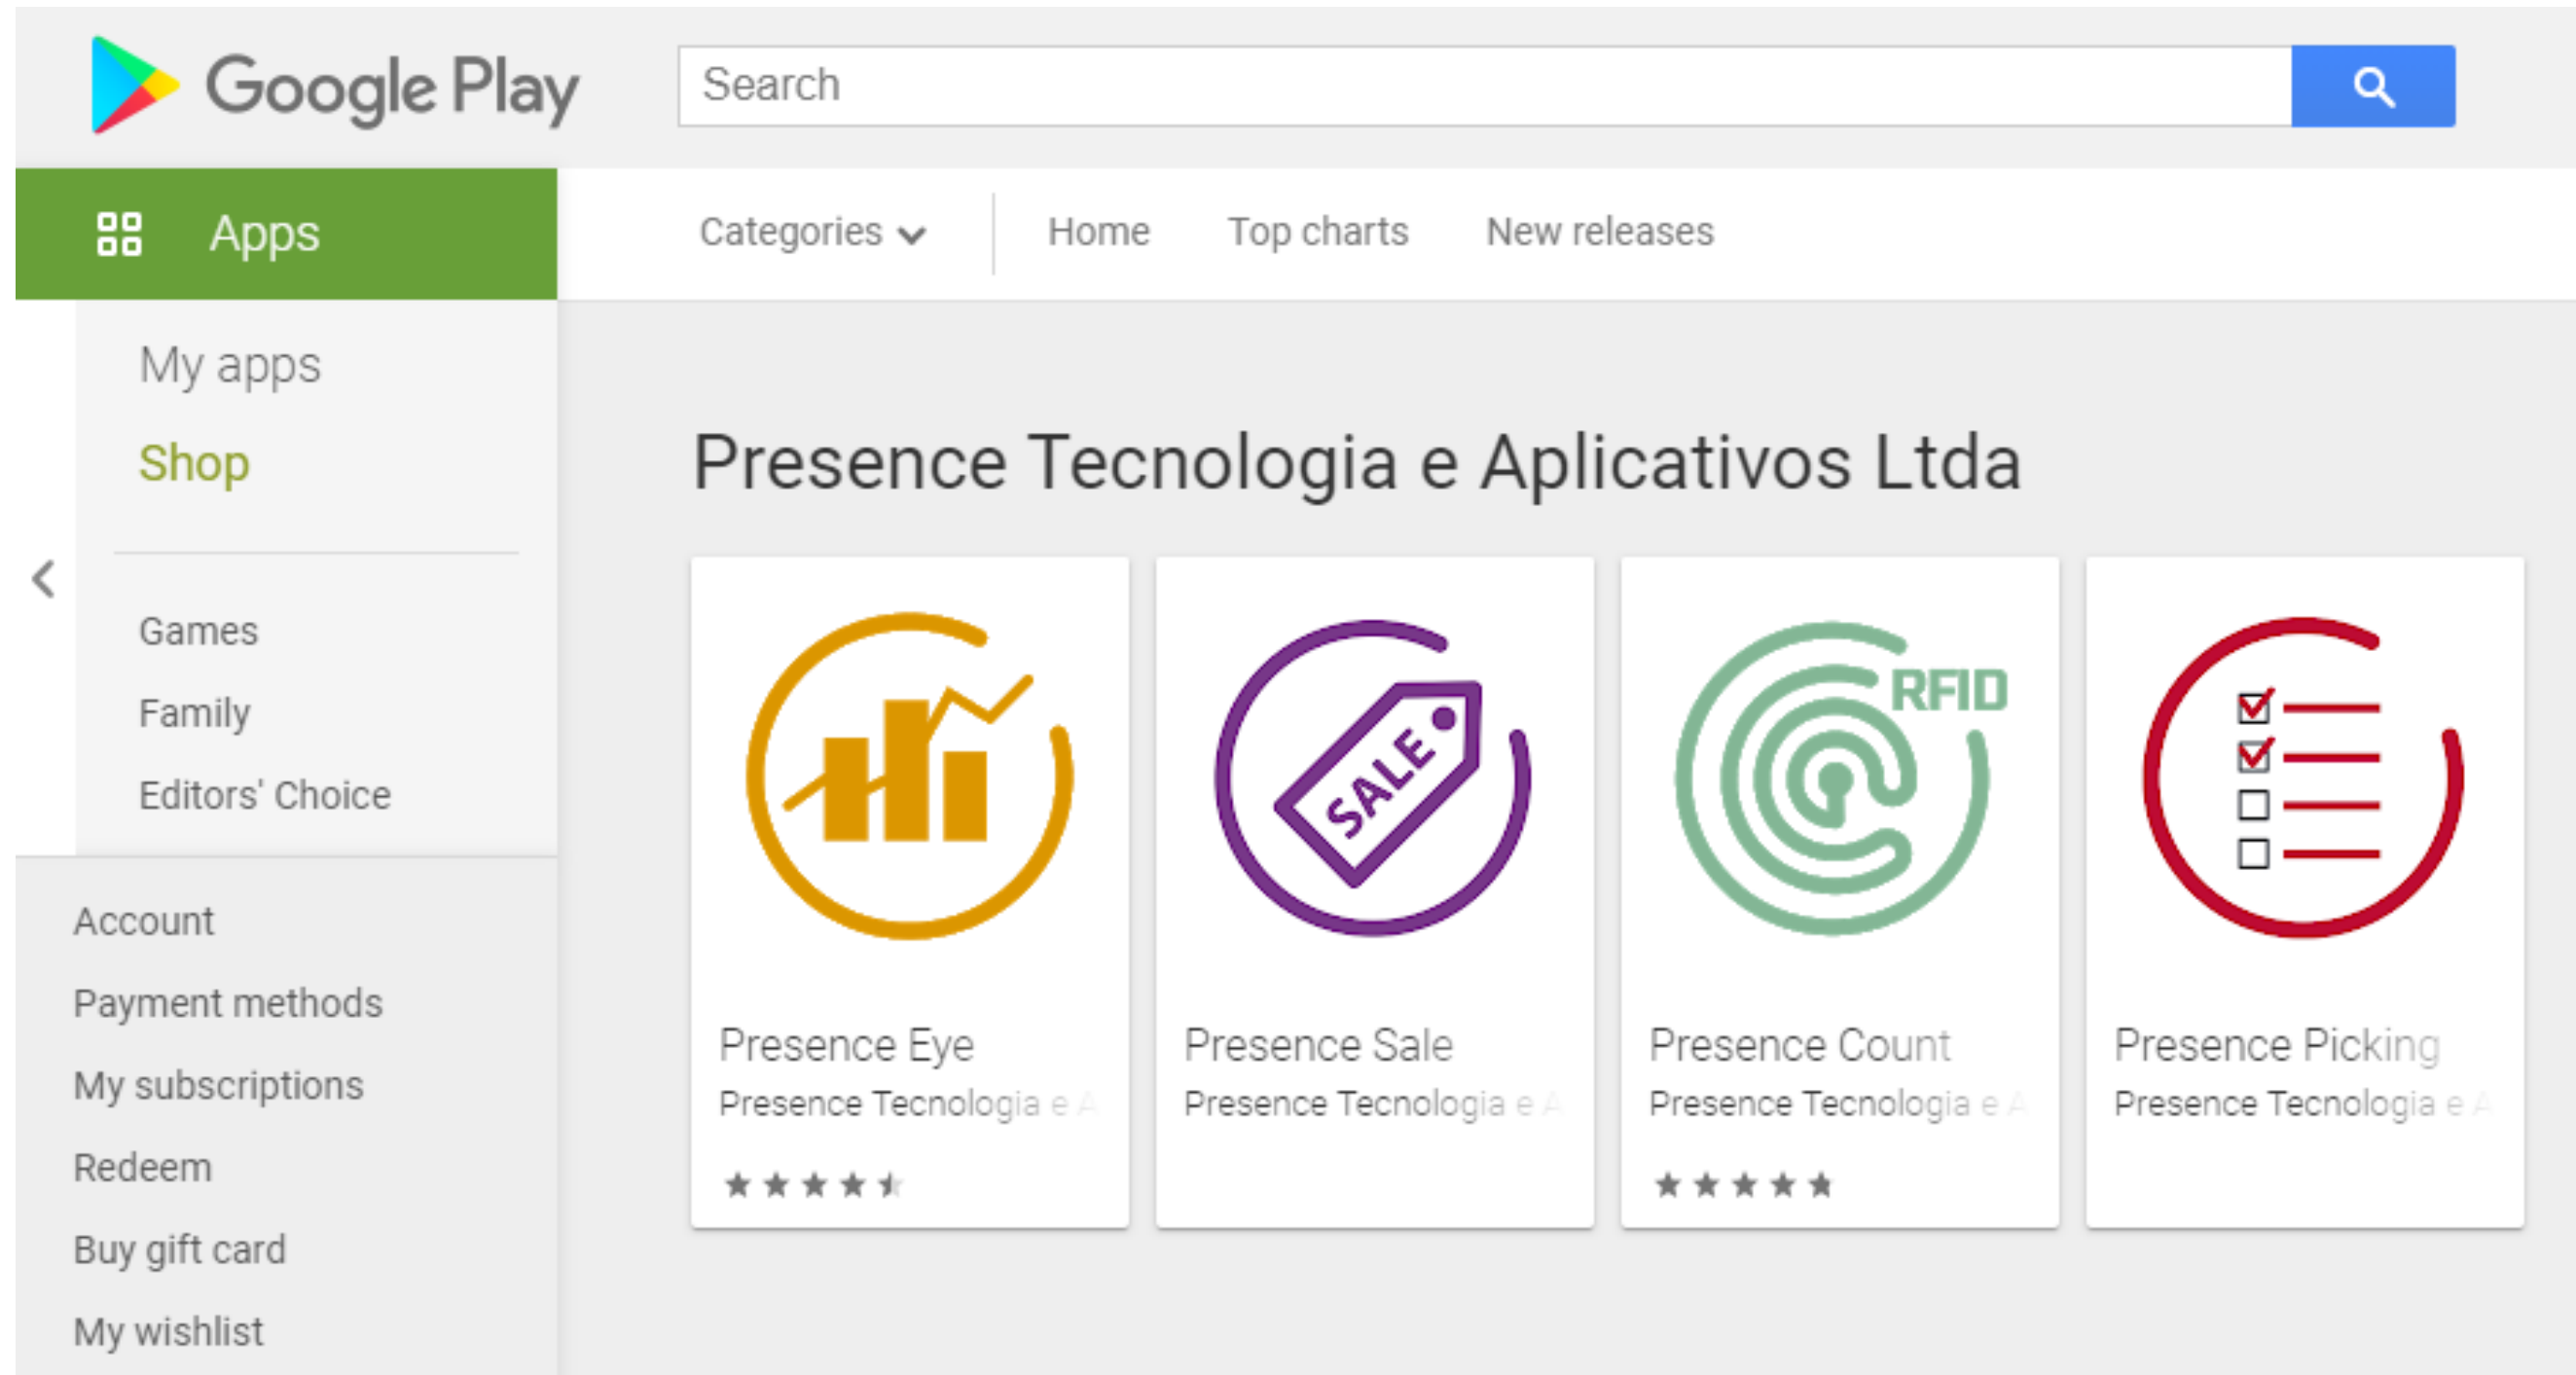 Google Play
Search
Apps
Categories
Home
Top charts
New releases
My apps
Shop
Games
Family
Editors' Choice
Account
Payment methods
My subscriptions
Redeem
Buy gift card
My wishlist
Presence Tecnologia e Aplicativos Ltda
SALE
RFID
Presence Eye
Presence Tecnologia e A
Presence Sale
Presence Tecnologia e A
Presence Count
Presence Tecnologia e A
Presence Picking
Presence Tecnologia e A